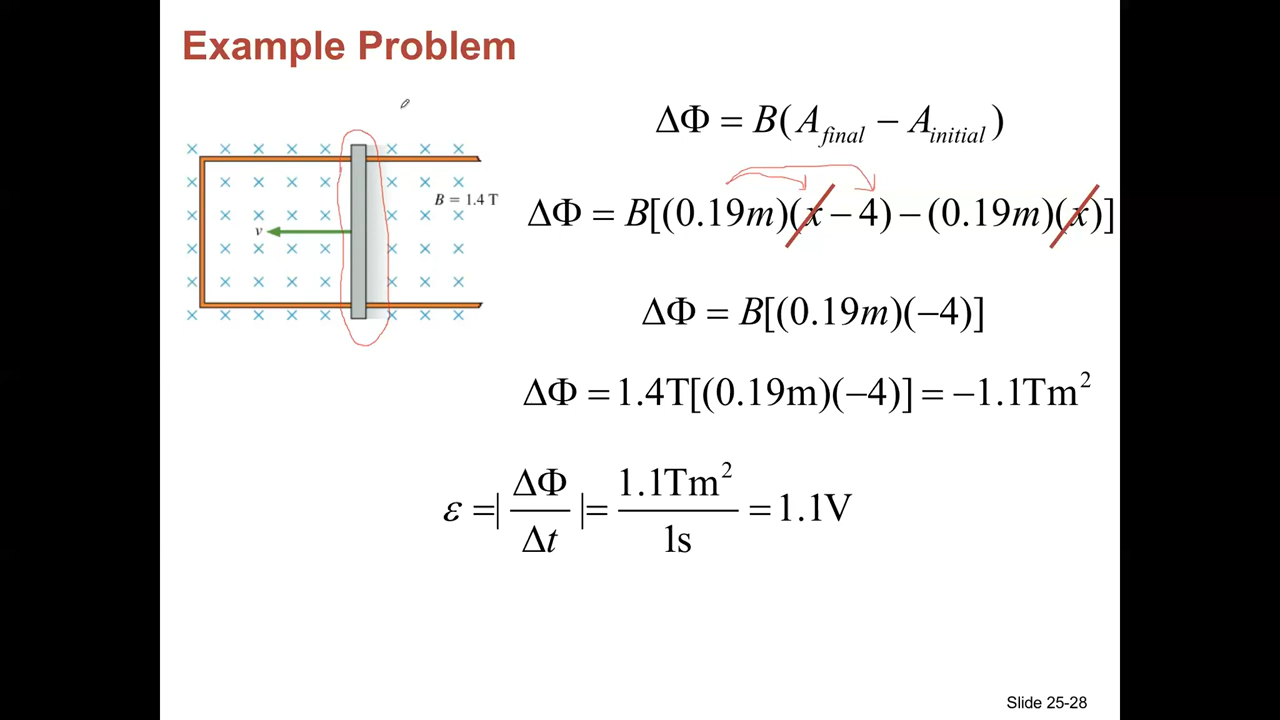 Example Problem
ΔΦ = B(A_final − A_initial)
ΔΦ = B[(0.19m)(x − 4) − (0.19m)(x)]
B = 1.4 T
v
ΔΦ = B[(0.19m)(−4)]
ΔΦ = 1.4T[(0.19m)(−4)] = −1.1Tm²
ε = |ΔΦ/Δt| = 1.1Tm²/1s = 1.1V
Slide 25-28